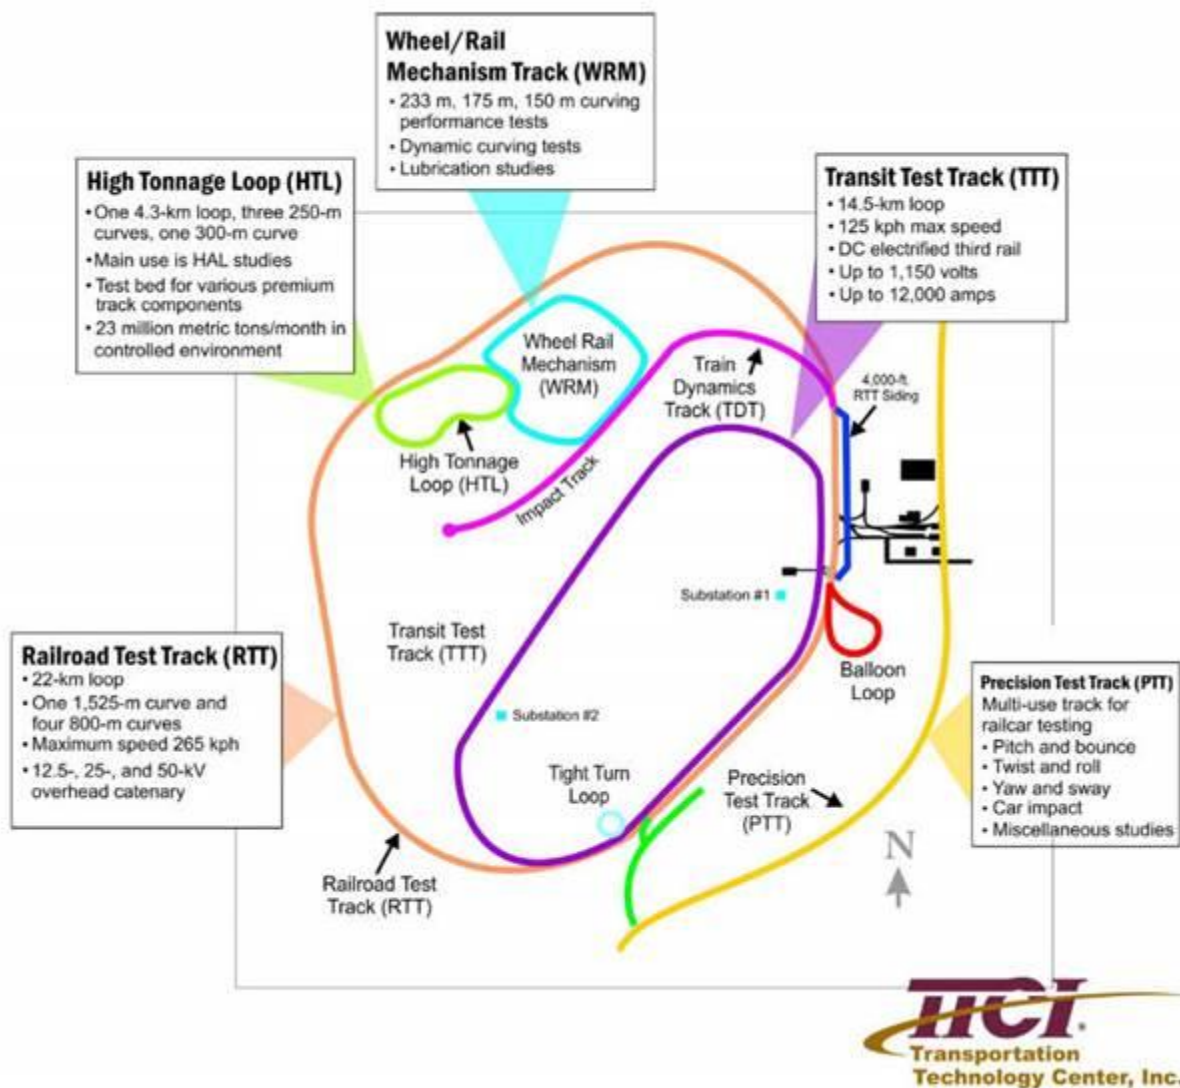 Wheel/Rail
Mechanism Track (WRM)
• 233 m, 175 m, 150 m curving
performance tests
• Dynamic curving tests
• Lubrication studies
High Tonnage Loop (HTL)
• One 4.3-km loop, three 250-m
curves, one 300-m curve
• Main use is HAL studies
• Test bed for various premium
track components
• 23 million metric tons/month in
controlled environment
Transit Test Track (TTT)
• 14.5-km loop
• 125 kph max speed
• DC electrified third rail
• Up to 1,150 volts
• Up to 12,000 amps
Wheel Rail
Mechanism
(WRM)
Train
Dynamics
Track (TDT)
4,000-ft.
RTT Siding
High Tonnage
Loop (HTL)
Impact Track
Substation #1
Transit Test
Track (TTT)
Balloon
Loop
Railroad Test Track (RTT)
• 22-km loop
• One 1,525-m curve and
four 800-m curves
• Maximum speed 265 kph
• 12.5-, 25-, and 50-kV
overhead catenary
Substation #2
Precision Test Track (PTT)
Multi-use track for
railcar testing
• Pitch and bounce
• Twist and roll
• Yaw and sway
• Car impact
• Miscellaneous studies
Tight Turn
Loop
Precision
Test Track
(PTT)
N
Railroad Test
Track (RTT)
TTCI®
Transportation
Technology Center, Inc.